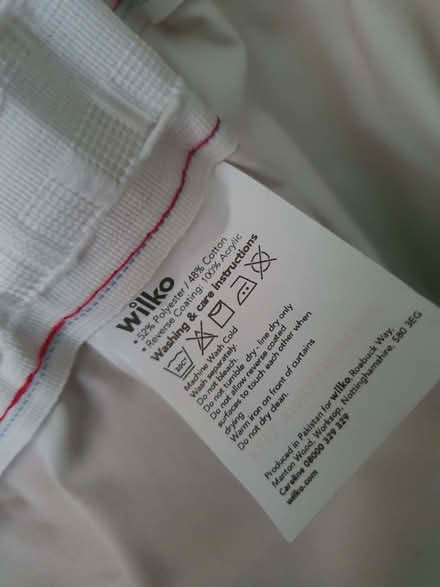 wilko
• 52% Polyester / 48% Cotton
• Reverse Coating: 100% Acrylic
Washing & care instructions
Machine Wash Cold
Wash separately.
Do not bleach.
Do not tumble dry - line dry only
Do not allow reverse coated
surfaces to touch each other when
drying
Warm iron on front of curtains
Do not dry clean.
Produced in Pakistan for wilko Roebuck Way,
Manton Wood, Worksop, Nottinghamshire, S80 3EG
Careline 08000 329 329
wilko.com